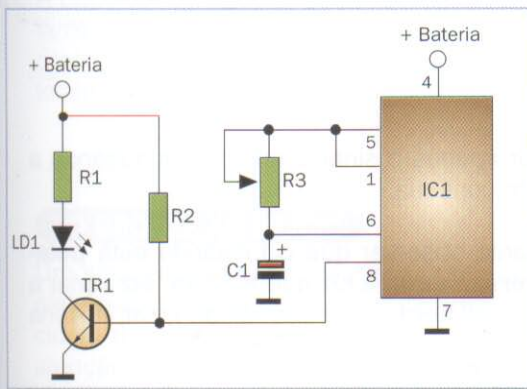 + Bateria
+ Bateria
4
R1
R2
R3
5
1
IC1
6
LD1
+
C1
8
TR1
7